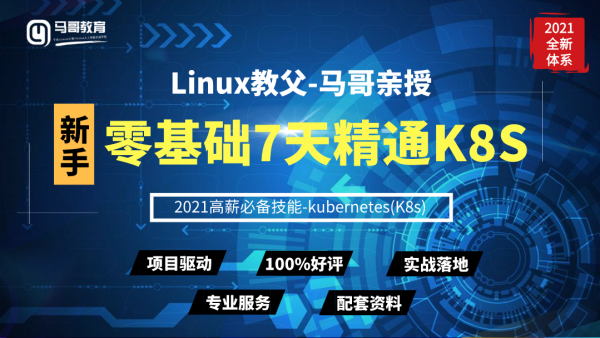 马哥教育
2021
全新
体系
Linux教父-马哥亲授
新手
零基础7天精通K8S
2021高薪必备技能-kubernetes(K8s)
项目驱动
100%好评
实战落地
专业服务
配套资料